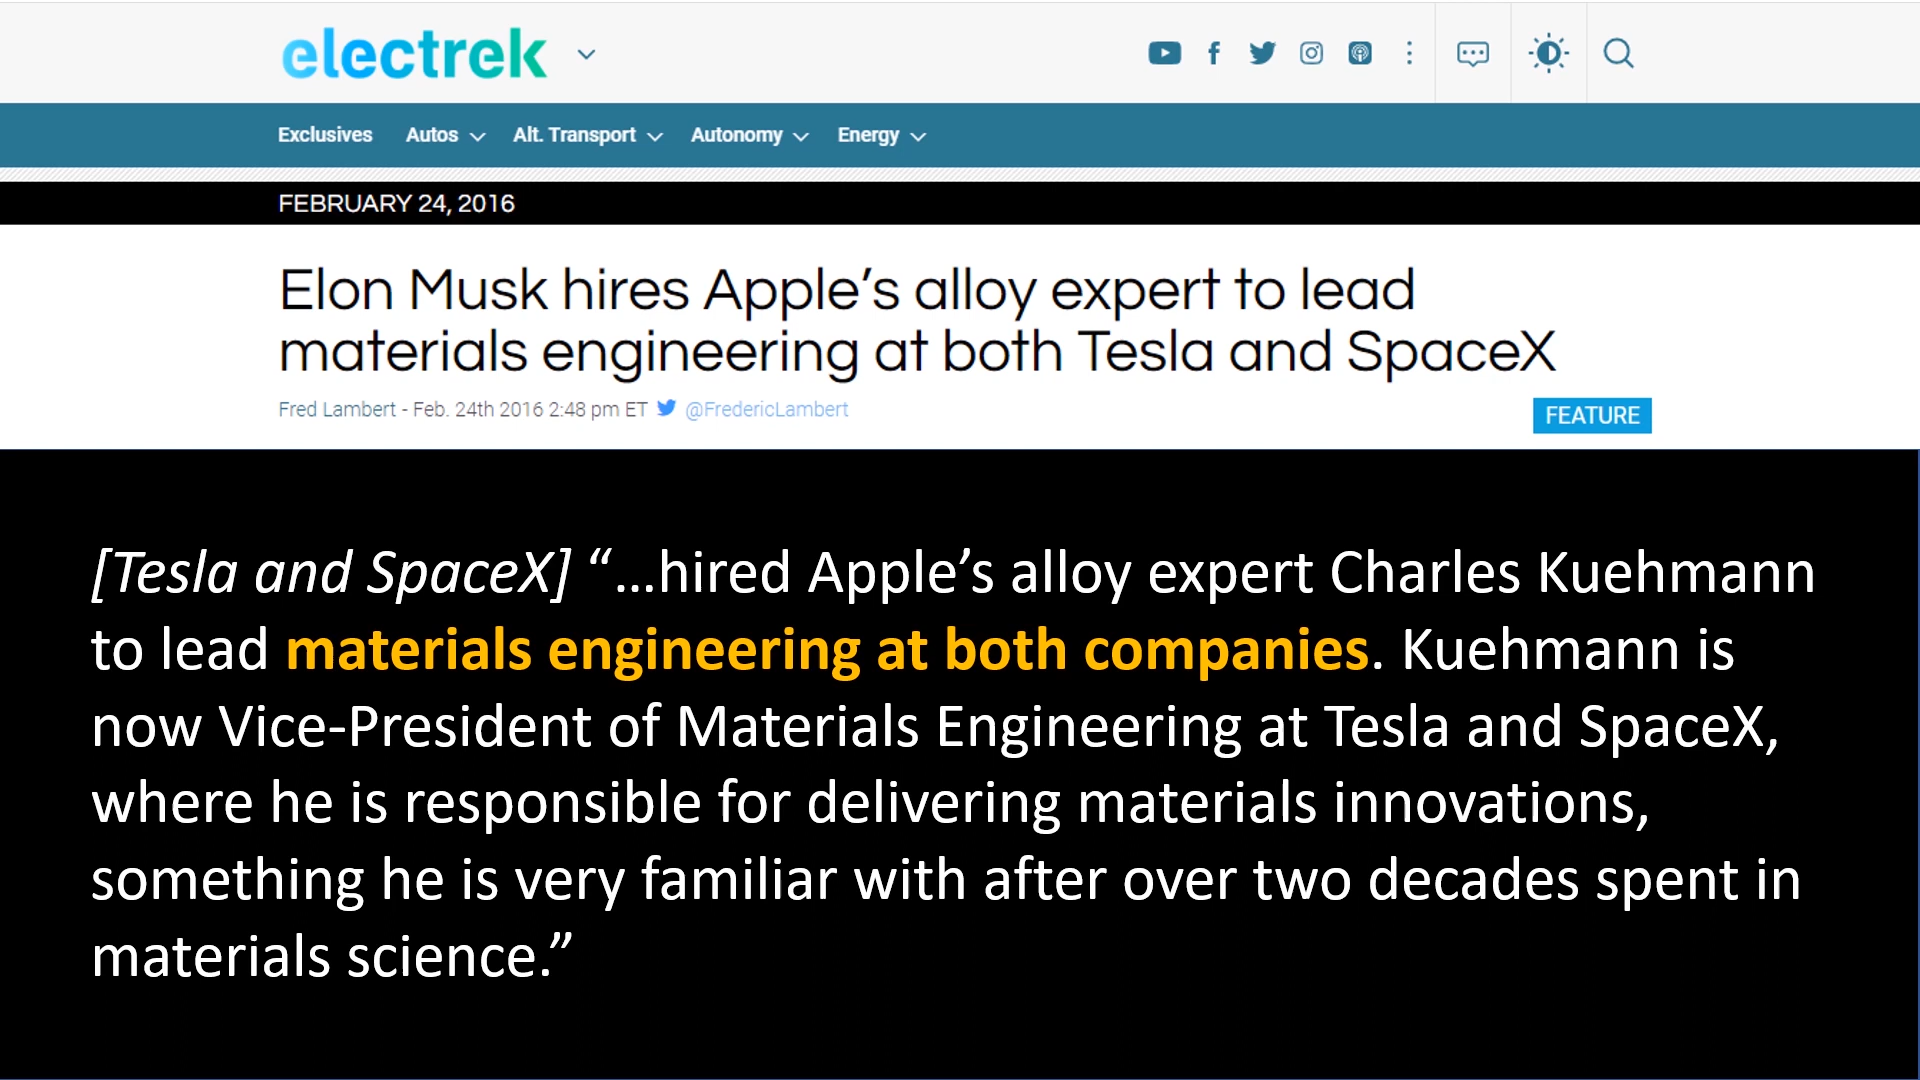 electrek
Exclusives Autos Alt. Transport Autonomy Energy
FEBRUARY 24, 2016
Elon Musk hires Apple’s alloy expert to lead
materials engineering at both Tesla and SpaceX
Fred Lambert - Feb. 24th 2016 2:48 pm ET @FredericLambert
FEATURE
[Tesla and SpaceX] “…hired Apple’s alloy expert Charles Kuehmann
to lead materials engineering at both companies. Kuehmann is
now Vice-President of Materials Engineering at Tesla and SpaceX,
where he is responsible for delivering materials innovations,
something he is very familiar with after over two decades spent in
materials science.”